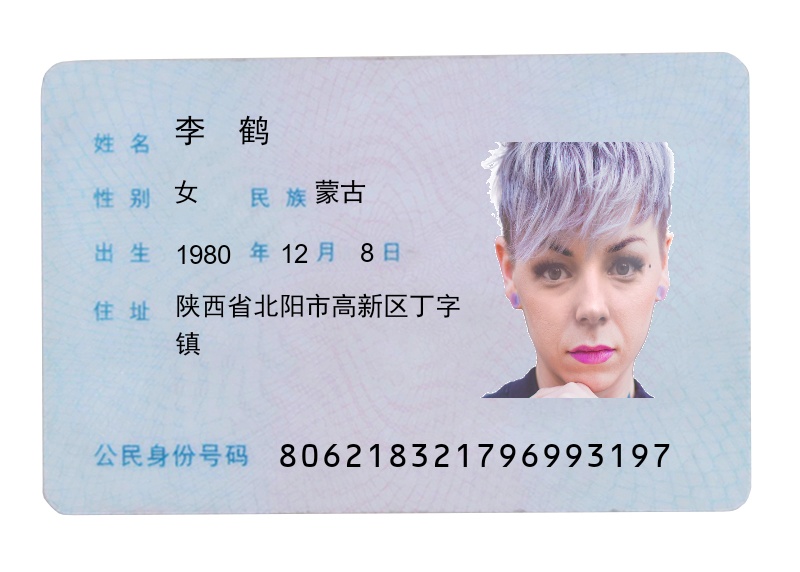 姓名 李 鹤
性别 女 民族 蒙古
出生 1980 年 12 月 8 日
住址 陕西省北阳市高新区丁字
镇
公民身份号码 806218321796993197